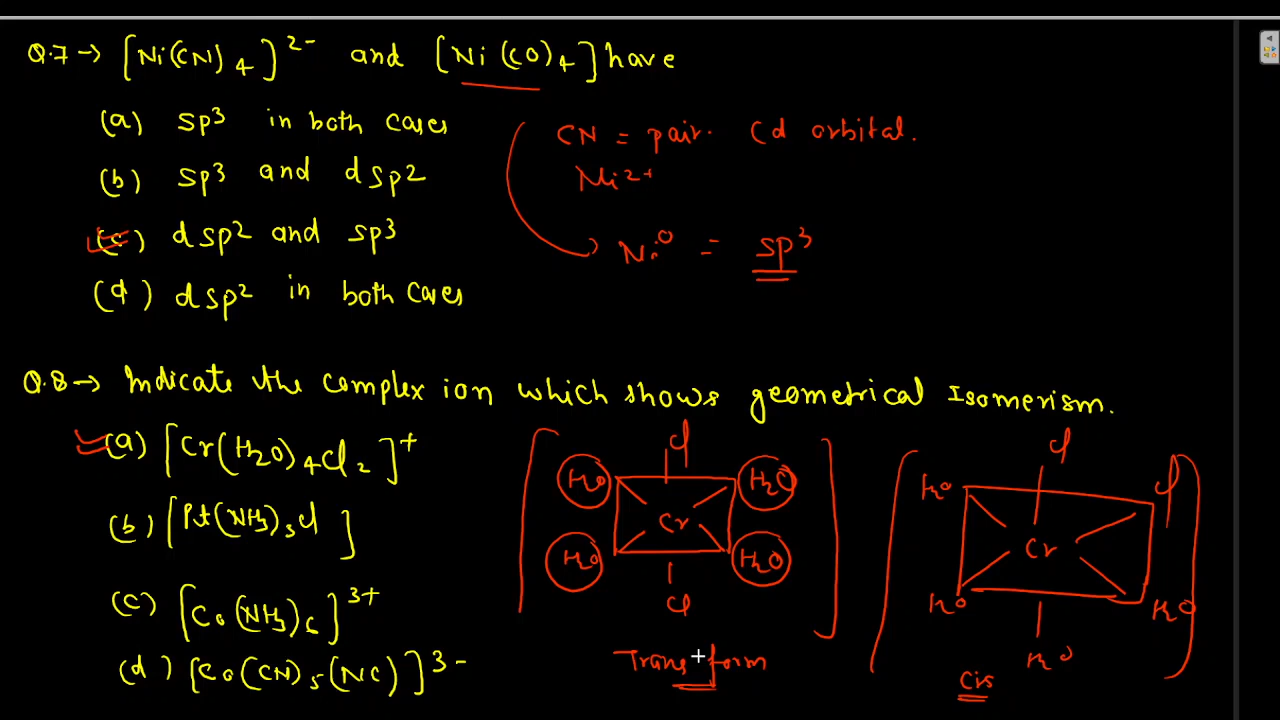 Q.7→ [Ni(CN)4]²⁻ and [Ni(CO)4] have
(a) sp³ in both cases
(b) sp³ and dsp²
(c) dsp² and sp³
(d) dsp² in both cases
CN = pair. (d orbital.
Ni²⁺
Ni⁰ = sp³
Q.8→ Indicate the complex ion which shows geometrical Isomerism.
(a) [Cr(H2O)4Cl2]⁺
(b) [Pt(NH3)3Cl]
(c) [Co(NH3)6]³⁺
(d) [Co(CN)5(NC)]³⁻
Cl
H2O H2O
Cr
H2O H2O
Cl
Trans form
Cl
H2O Cl
Cr
H2O H2O
H2O
Cis